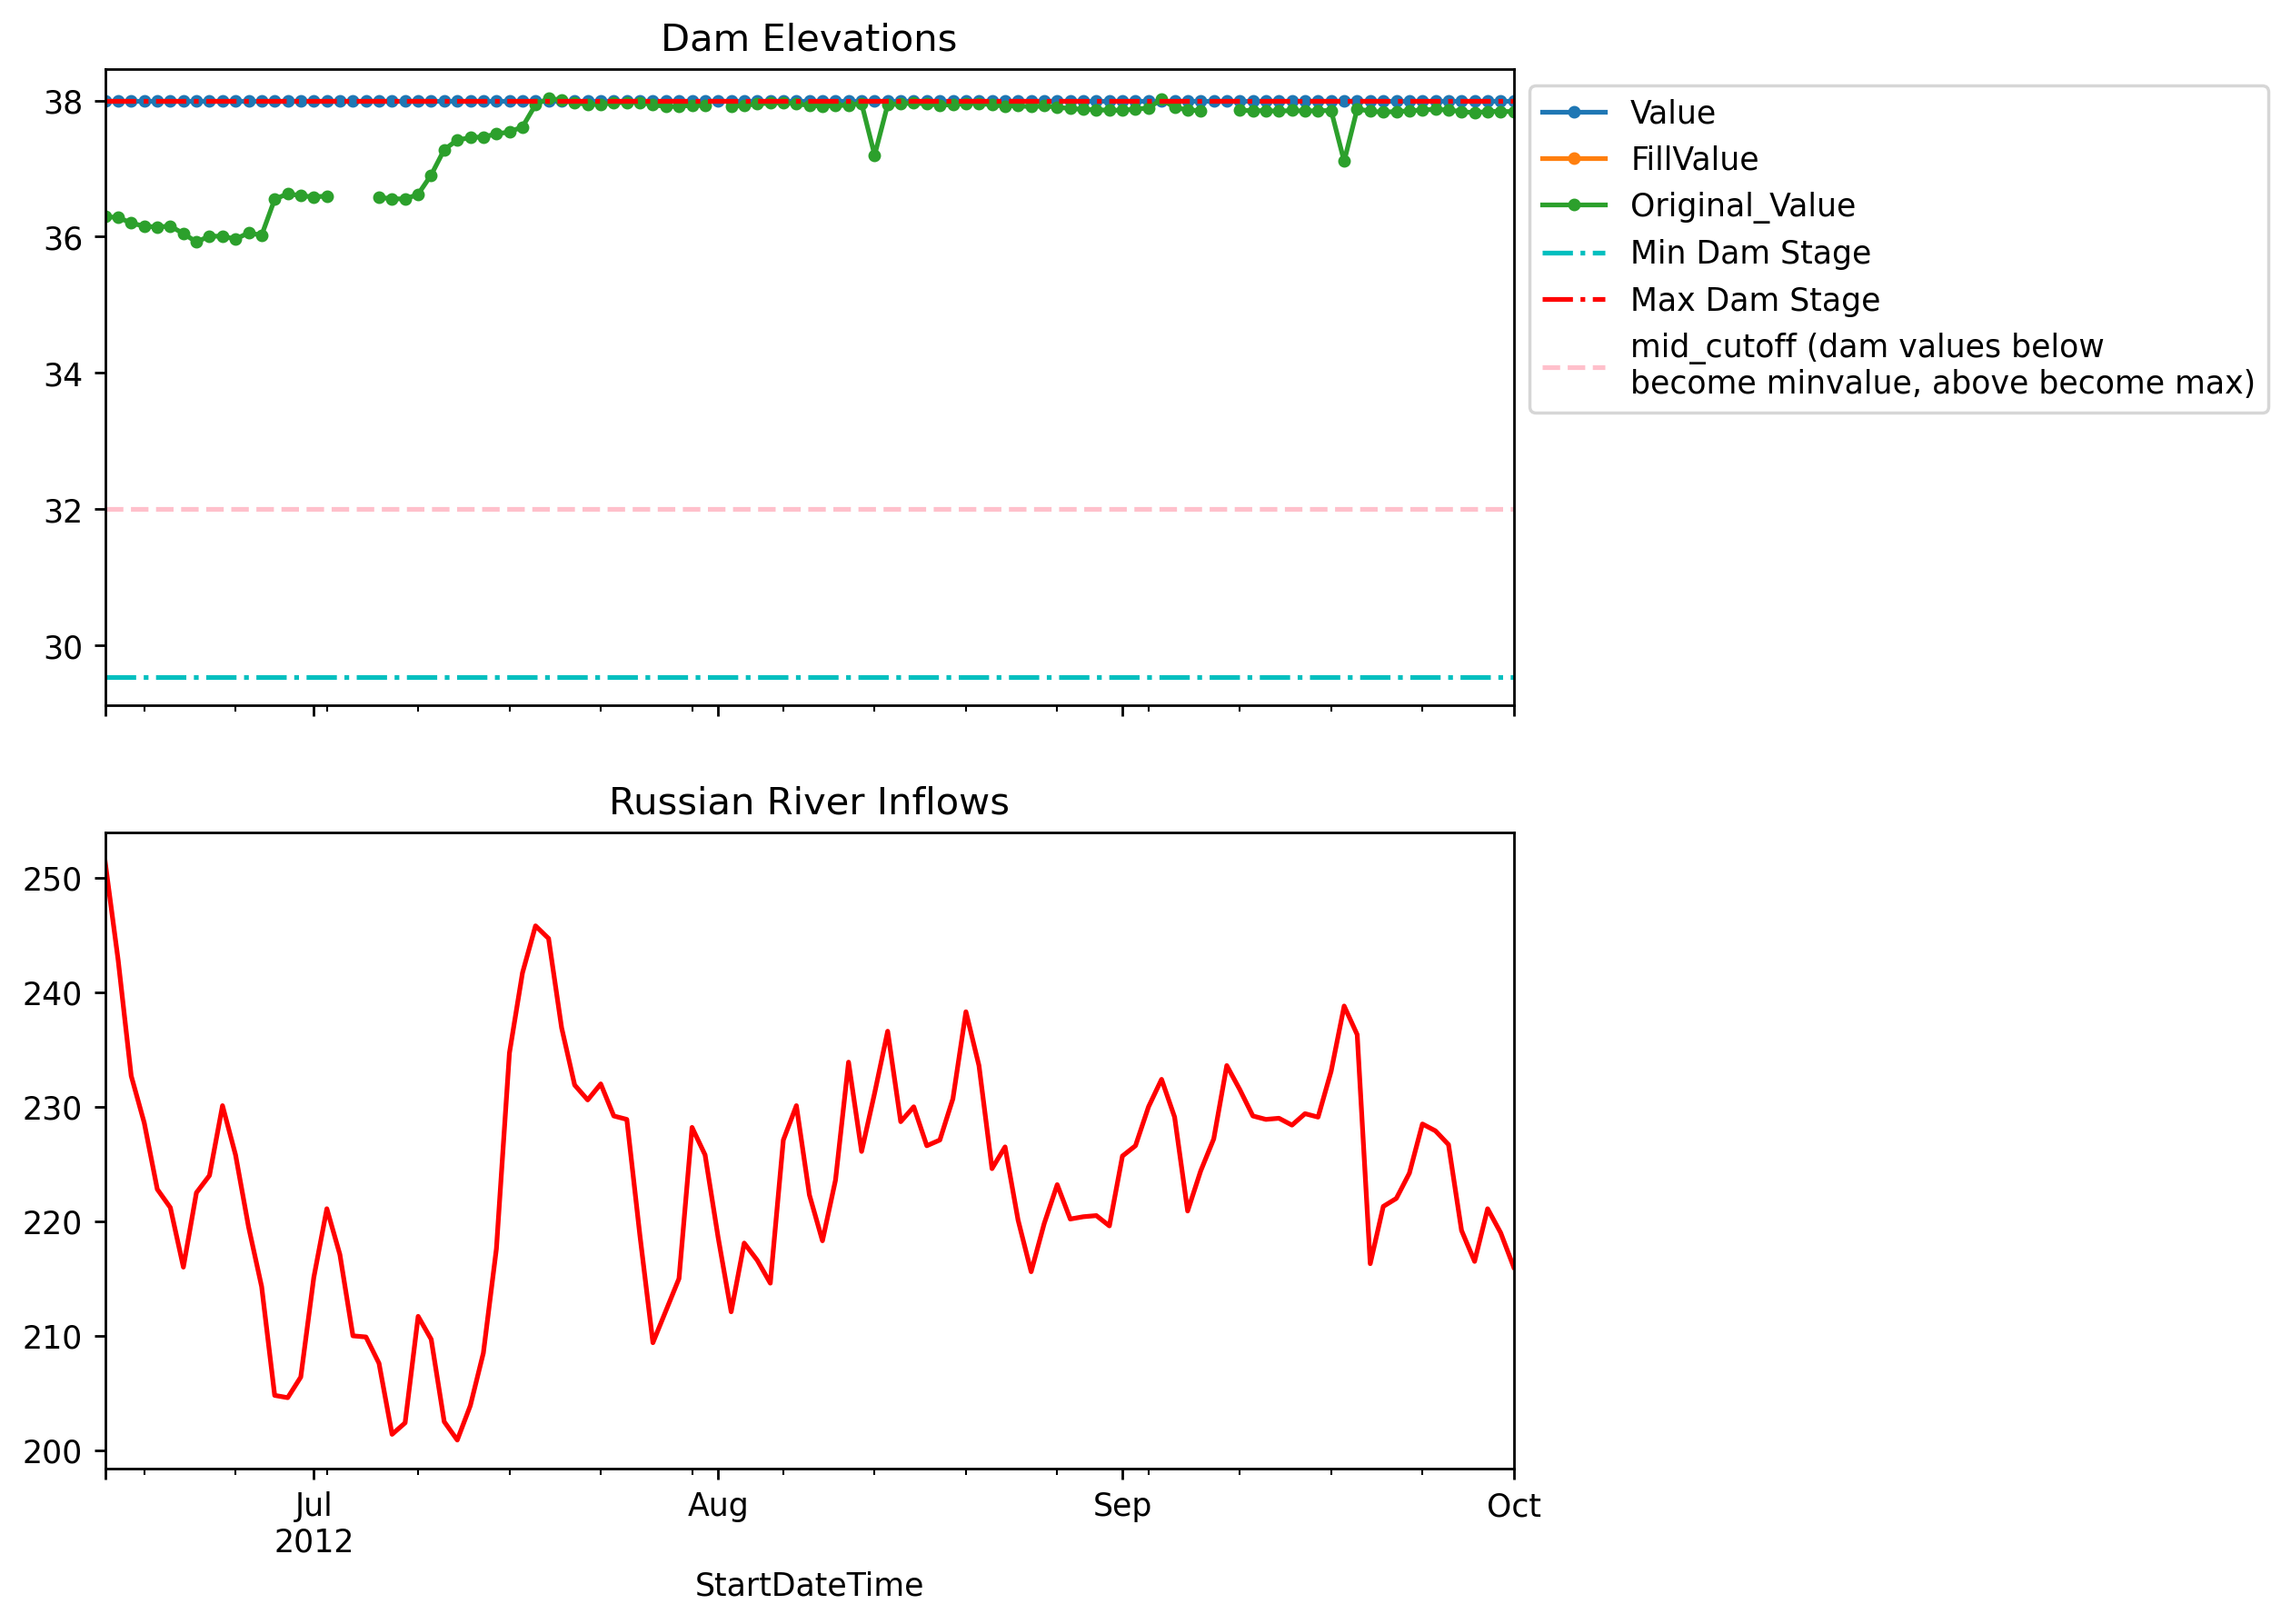 Dam Elevations
38
36
34
32
30
Value
FillValue
Original_Value
Min Dam Stage
Max Dam Stage
mid_cutoff (dam values below
become minvalue, above become max)
Russian River Inflows
250
240
230
220
210
200
Jul
2012
Aug
Sep
Oct
StartDateTime